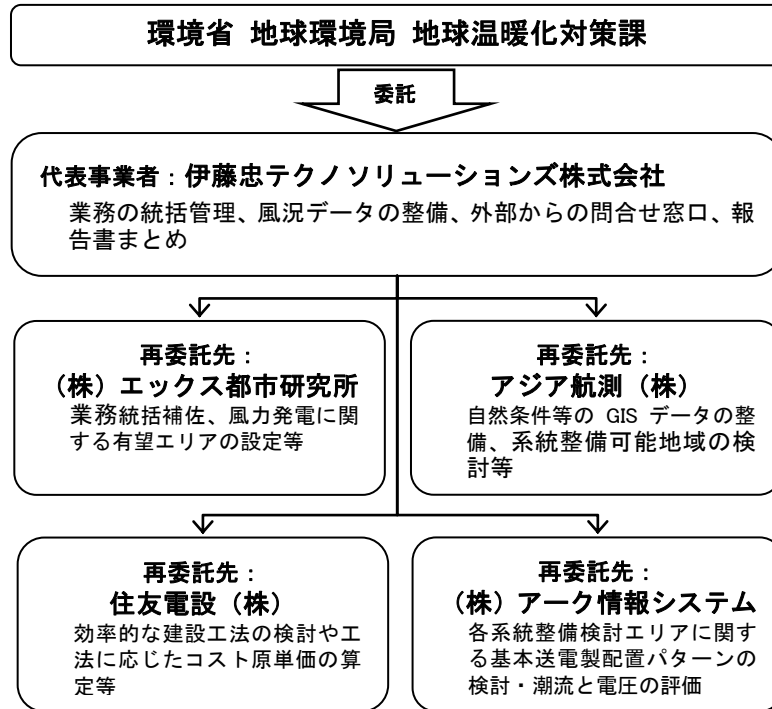 環境省 地球環境局 地球温暖化対策課
委託
代表事業者：伊藤忠テクノソリューションズ株式会社
業務の統括管理、風況データの整備、外部からの問合せ窓口、報
告書まとめ
再委託先：
（株）エックス都市研究所
業務統括補佐、風力発電に関
する有望エリアの設定等
再委託先：
アジア航測（株）
自然条件等の GIS データの整
備、系統整備可能地域の検
討等
再委託先：
住友電設（株）
効率的な建設工法の検討や工
法に応じたコスト原単価の算
定等
再委託先：
（株）アーク情報システム
各系統整備検討エリアに関す
る基本送電製配置パターンの
検討・潮流と電圧の評価